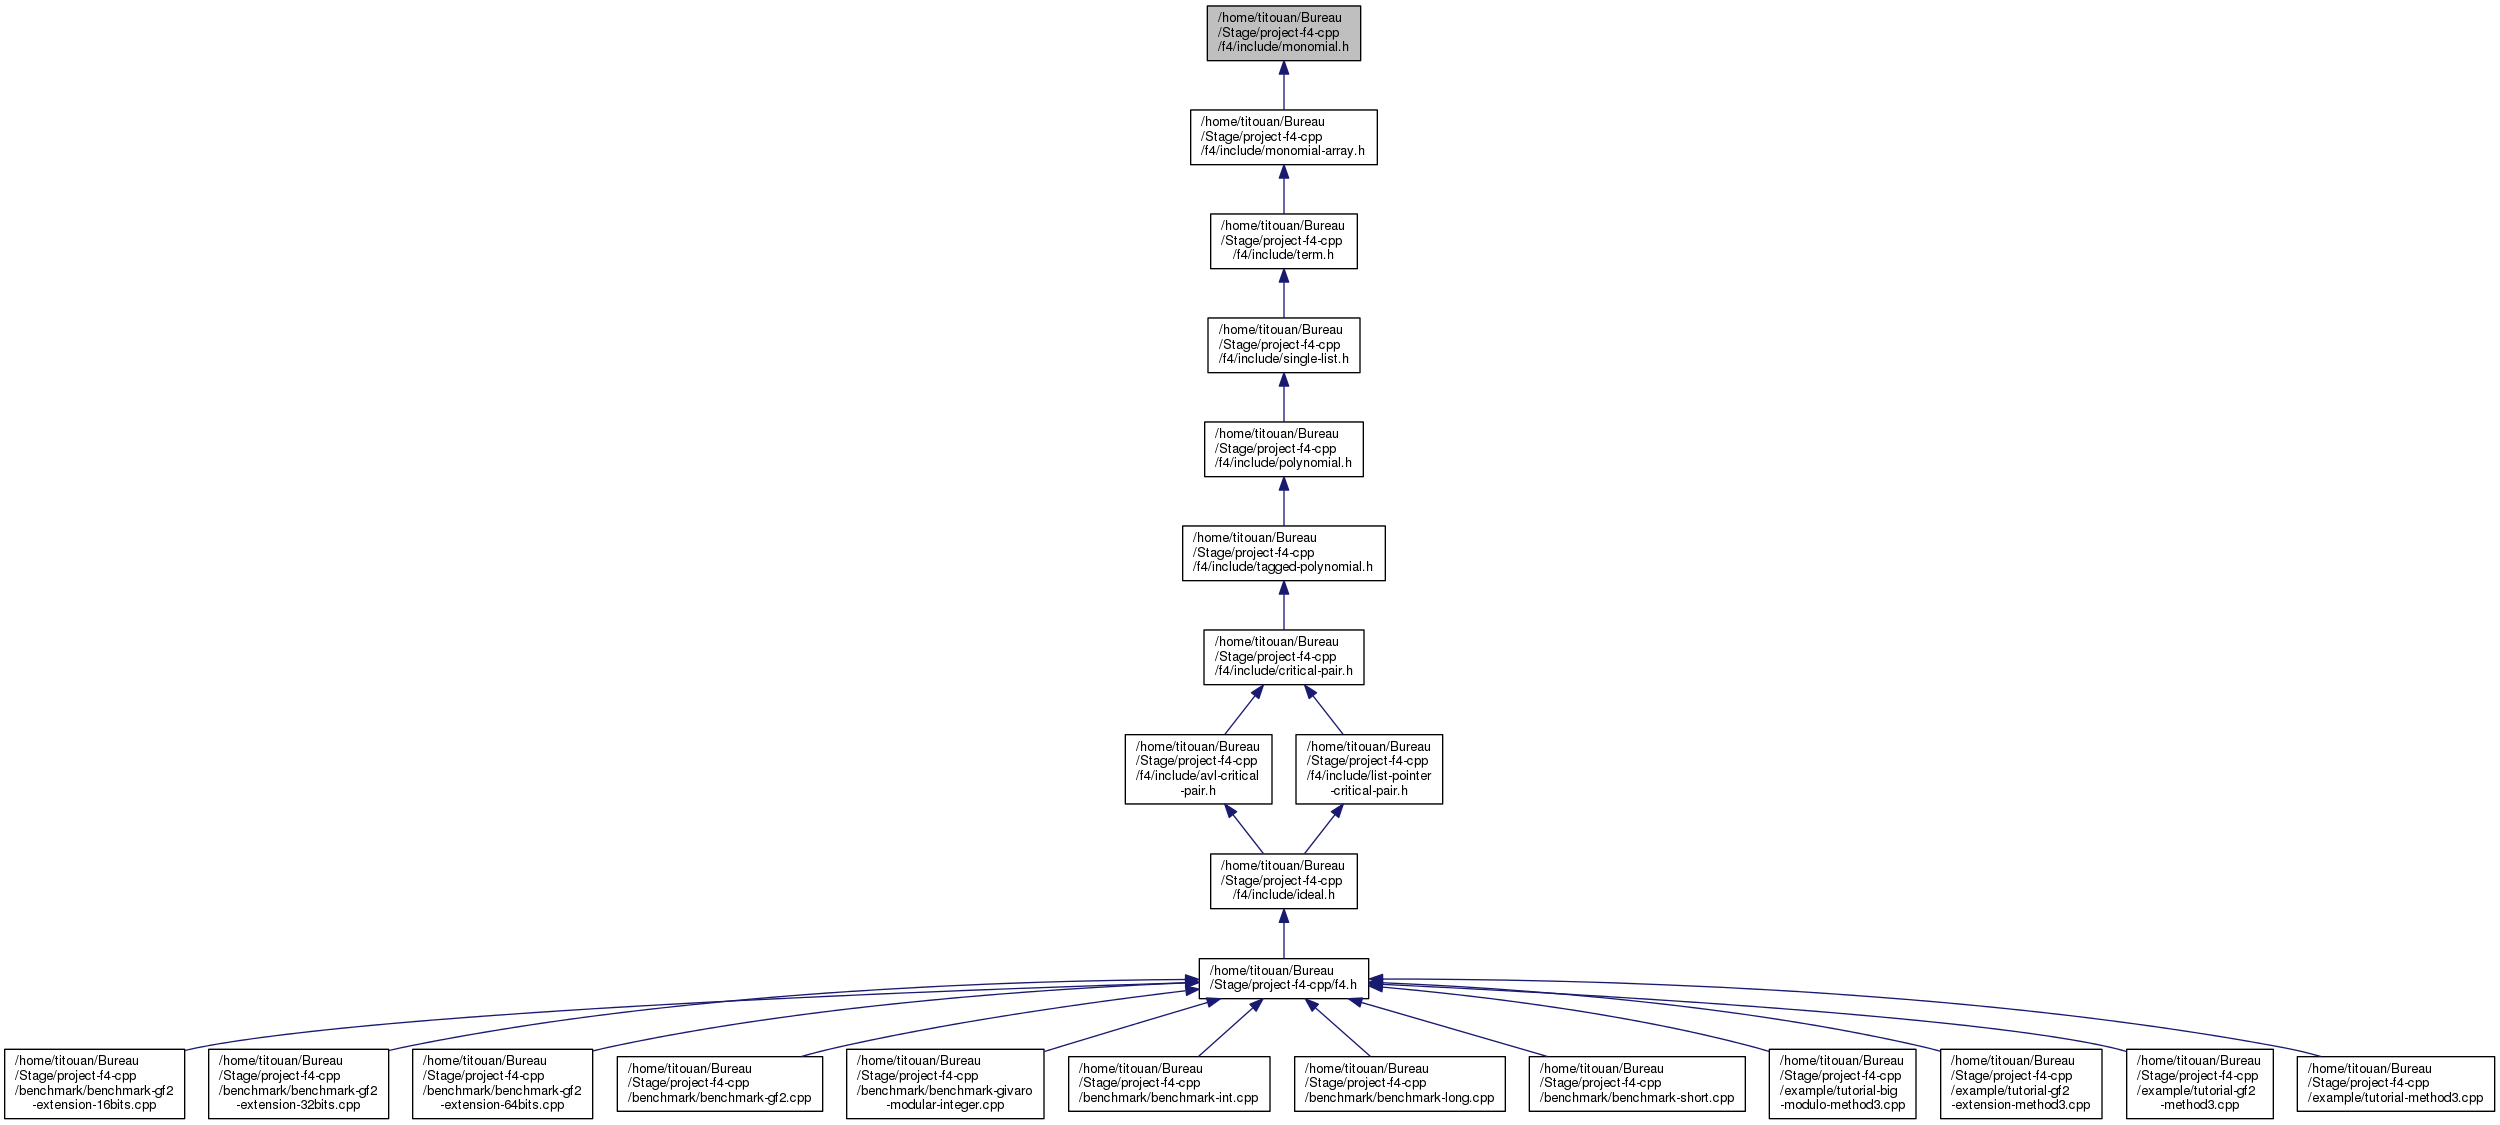 /home/titouan/Bureau
/Stage/project-f4-cpp
/f4/include/monomial.h
/home/titouan/Bureau
/Stage/project-f4-cpp
/f4/include/monomial-array.h
/home/titouan/Bureau
/Stage/project-f4-cpp
/f4/include/term.h
/home/titouan/Bureau
/Stage/project-f4-cpp
/f4/include/single-list.h
/home/titouan/Bureau
/Stage/project-f4-cpp
/f4/include/polynomial.h
/home/titouan/Bureau
/Stage/project-f4-cpp
/f4/include/tagged-polynomial.h
/home/titouan/Bureau
/Stage/project-f4-cpp
/f4/include/critical-pair.h
/home/titouan/Bureau
/Stage/project-f4-cpp
/f4/include/avl-critical
-pair.h
/home/titouan/Bureau
/Stage/project-f4-cpp
/f4/include/list-pointer
-critical-pair.h
/home/titouan/Bureau
/Stage/project-f4-cpp
/f4/include/ideal.h
/home/titouan/Bureau
/Stage/project-f4-cpp/f4.h
/home/titouan/Bureau
/Stage/project-f4-cpp
/benchmark/benchmark-gf2
-extension-16bits.cpp
/home/titouan/Bureau
/Stage/project-f4-cpp
/benchmark/benchmark-gf2
-extension-32bits.cpp
/home/titouan/Bureau
/Stage/project-f4-cpp
/benchmark/benchmark-gf2
-extension-64bits.cpp
/home/titouan/Bureau
/Stage/project-f4-cpp
/benchmark/benchmark-gf2.cpp
/home/titouan/Bureau
/Stage/project-f4-cpp
/benchmark/benchmark-givaro
-modular-integer.cpp
/home/titouan/Bureau
/Stage/project-f4-cpp
/benchmark/benchmark-int.cpp
/home/titouan/Bureau
/Stage/project-f4-cpp
/benchmark/benchmark-long.cpp
/home/titouan/Bureau
/Stage/project-f4-cpp
/benchmark/benchmark-short.cpp
/home/titouan/Bureau
/Stage/project-f4-cpp
/example/tutorial-big
-modulo-method3.cpp
/home/titouan/Bureau
/Stage/project-f4-cpp
/example/tutorial-gf2
-extension-method3.cpp
/home/titouan/Bureau
/Stage/project-f4-cpp
/example/tutorial-gf2
-method3.cpp
/home/titouan/Bureau
/Stage/project-f4-cpp
/example/tutorial-method3.cpp